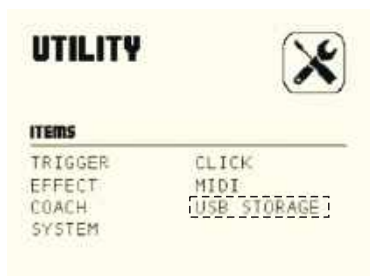 UTILITY
ITEMS
TRIGGER CLICK
EFFECT MIDI
COACH USB STORAGE
SYSTEM